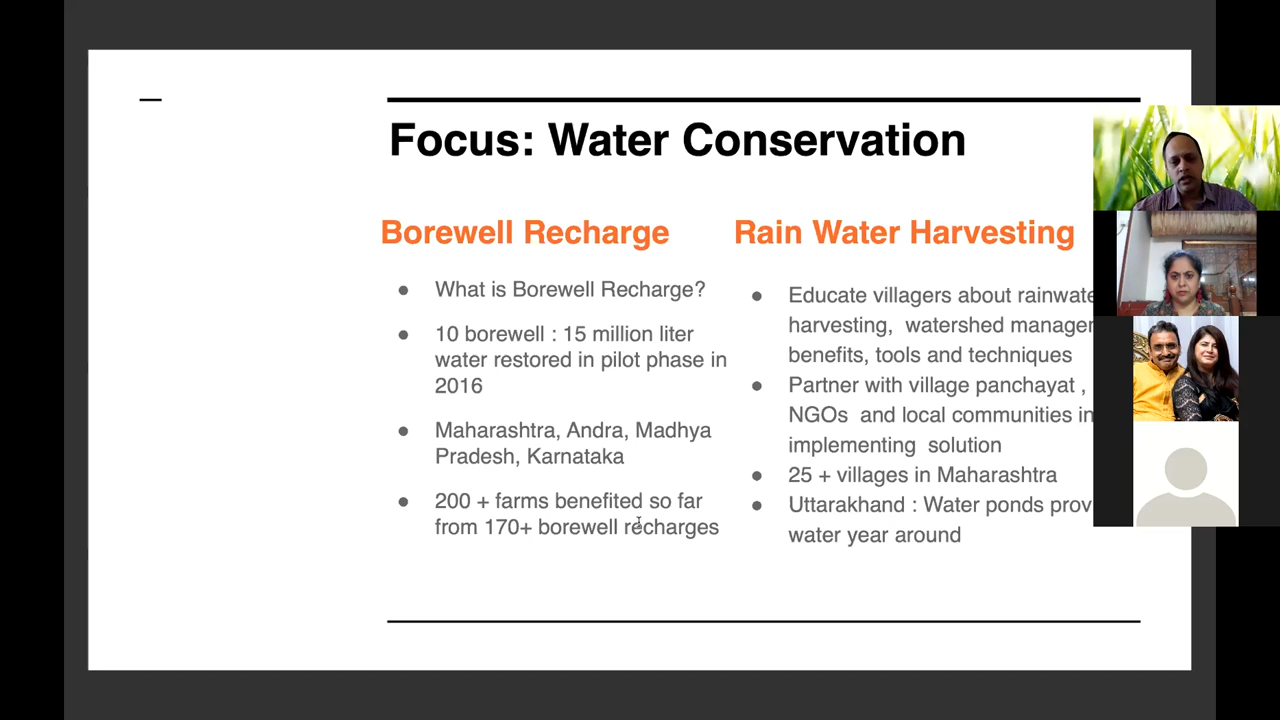 Focus: Water Conservation
Borewell Recharge
● What is Borewell Recharge?
● 10 borewell : 15 million liter
water restored in pilot phase in
2016
● Maharashtra, Andra, Madhya
Pradesh, Karnataka
● 200 + farms benefited so far
from 170+ borewell recharges
Rain Water Harvesting
● Educate villagers about
harvesting, watershed
benefits, tools and techniques
● Partner with village panchayat ,
NGOs and local communities in
implementing solution
● 25 + villages in Maharashtra
● Uttarakhand : Water ponds
water year around